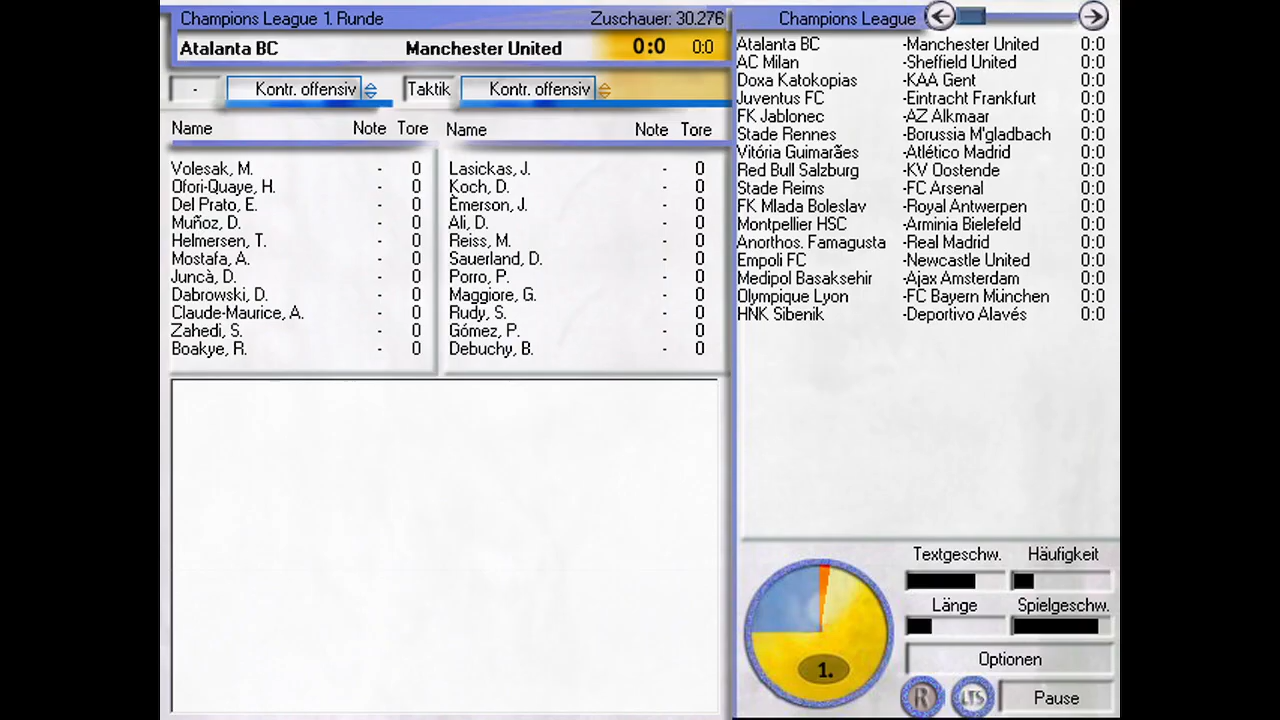 Champions League 1. Runde Zuschauer: 30.276
Atalanta BC Manchester United 0:0 0:0
- Kontr. offensiv Taktik Kontr. offensiv
Name Note Tore Name Note Tore
Volesak, M. - 0 Lasickas, J. - 0
Ofori-Quaye, H. - 0 Koch, D. - 0
Del Prato, E. - 0 Èmerson, J. - 0
Muñoz, D. - 0 Ali, D. - 0
Helmersen, T. - 0 Reiss, M. - 0
Mostafa, A. - 0 Sauerland, D. - 0
Juncà, D. - 0 Porro, P. - 0
Dabrowski, D. - 0 Maggiore, G. - 0
Claude-Maurice, A. - 0 Rudy, S. - 0
Zahedi, S. - 0 Gómez, P. - 0
Boakye, R. - 0 Debuchy, B. - 0
Champions League
Atalanta BC -Manchester United 0:0
AC Milan -Sheffield United 0:0
Doxa Katokopias -KAA Gent 0:0
Juventus FC -Eintracht Frankfurt 0:0
FK Jablonec -AZ Alkmaar 0:0
Stade Rennes -Borussia M'gladbach 0:0
Vitória Guimarães -Atlético Madrid 0:0
Red Bull Salzburg -KV Oostende 0:0
Stade Reims -FC Arsenal 0:0
FK Mlada Boleslav -Royal Antwerpen 0:0
Montpellier HSC -Arminia Bielefeld 0:0
Anorthos. Famagusta -Real Madrid 0:0
Empoli FC -Newcastle United 0:0
Medipol Basaksehir -Ajax Amsterdam 0:0
Olympique Lyon -FC Bayern München 0:0
HNK Sibenik -Deportivo Alavés 0:0
Textgeschw. Häufigkeit
Länge Spielgeschw.
1.
Optionen
R LTS Pause